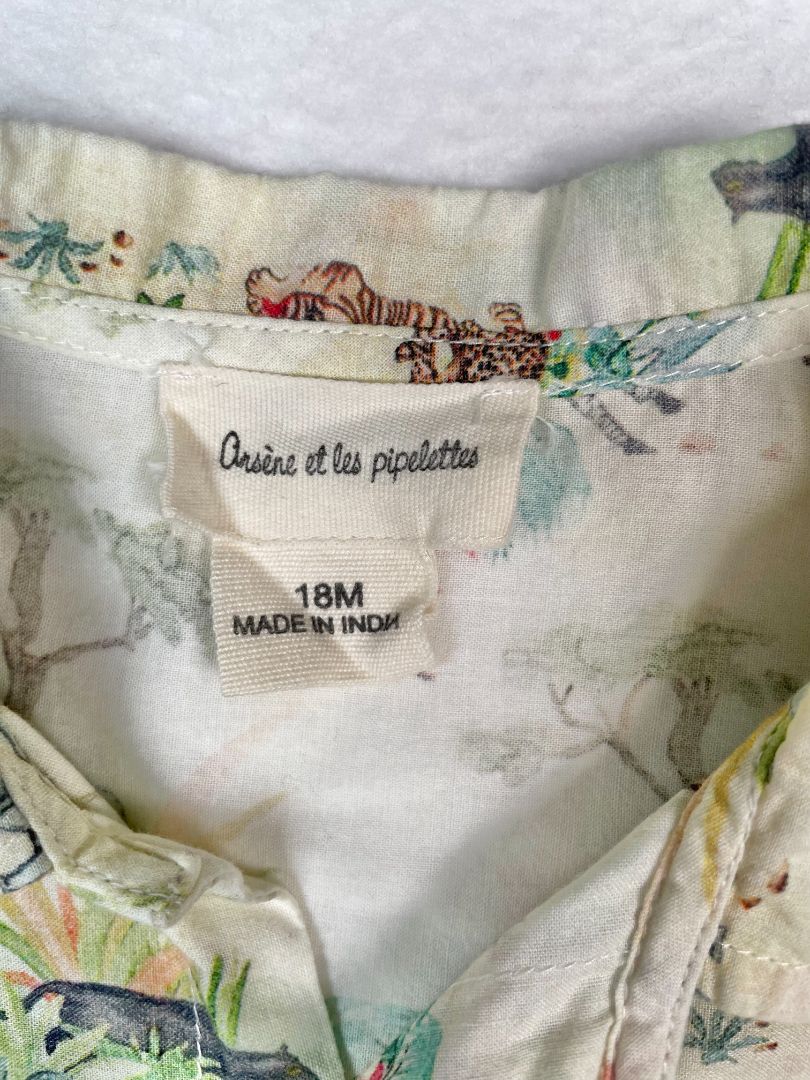 Arsène et les pipelettes
18M
MADE IN INDIA